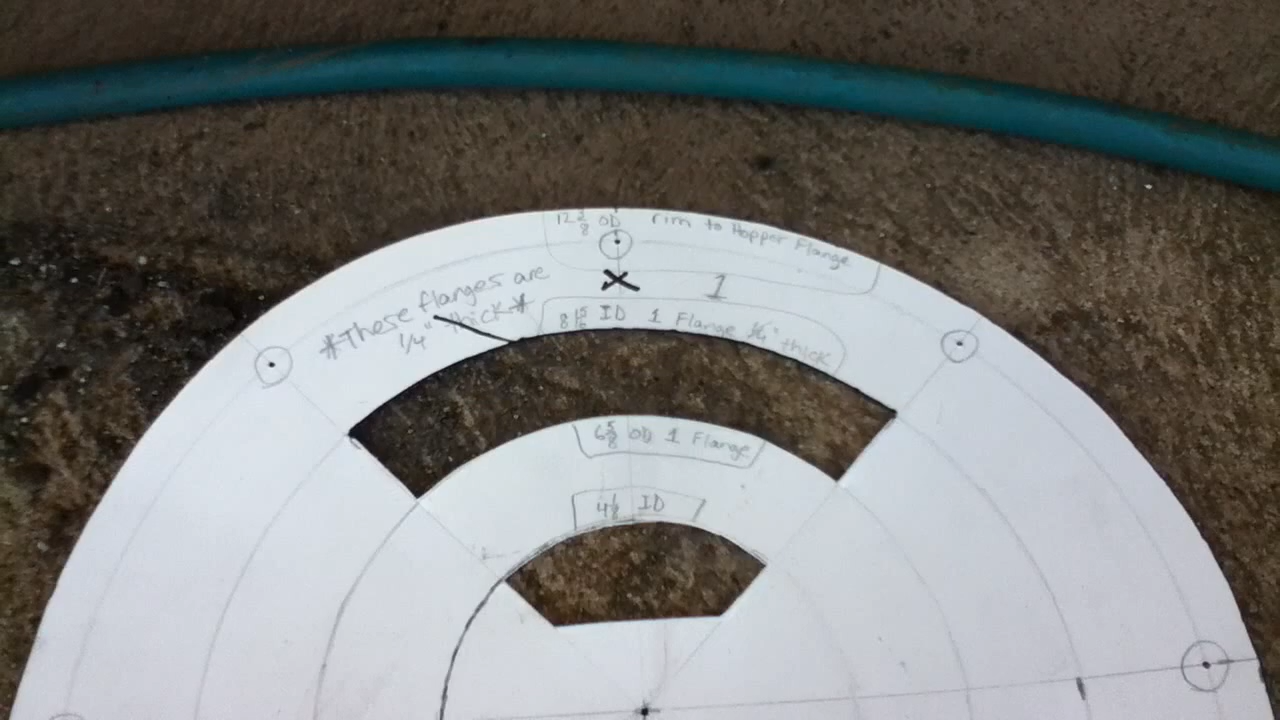 12 3/8 OD rim to Hopper Flange
*These flanges are
1/4" thick*
1
8 15/16 ID 1 Flange 1/4" thick
6 5/8 OD 1 Flange
4 1/8 ID